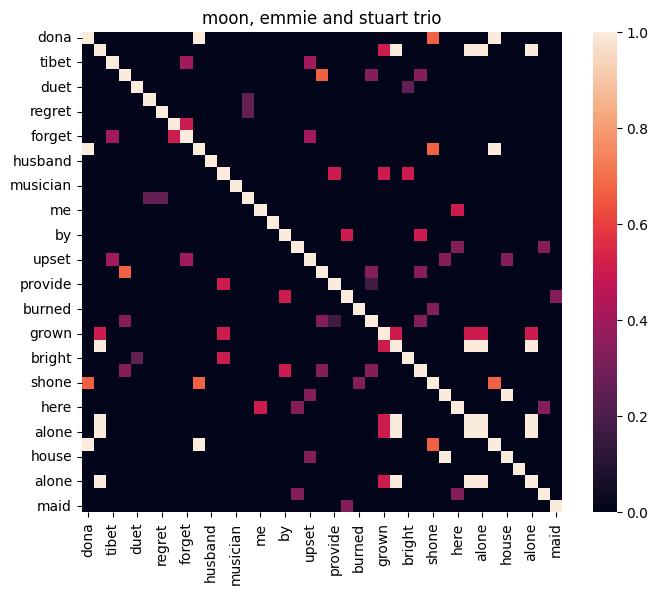 moon, emmie and stuart trio
dona
tibet
duet
regret
forget
husband
musician
me
by
upset
provide
burned
grown
bright
shone
here
alone
house
alone
maid
1.0
0.8
0.6
0.4
0.2
0.0
dona
tibet
duet
regret
forget
husband
musician
me
by
upset
provide
burned
grown
bright
shone
here
alone
house
alone
maid